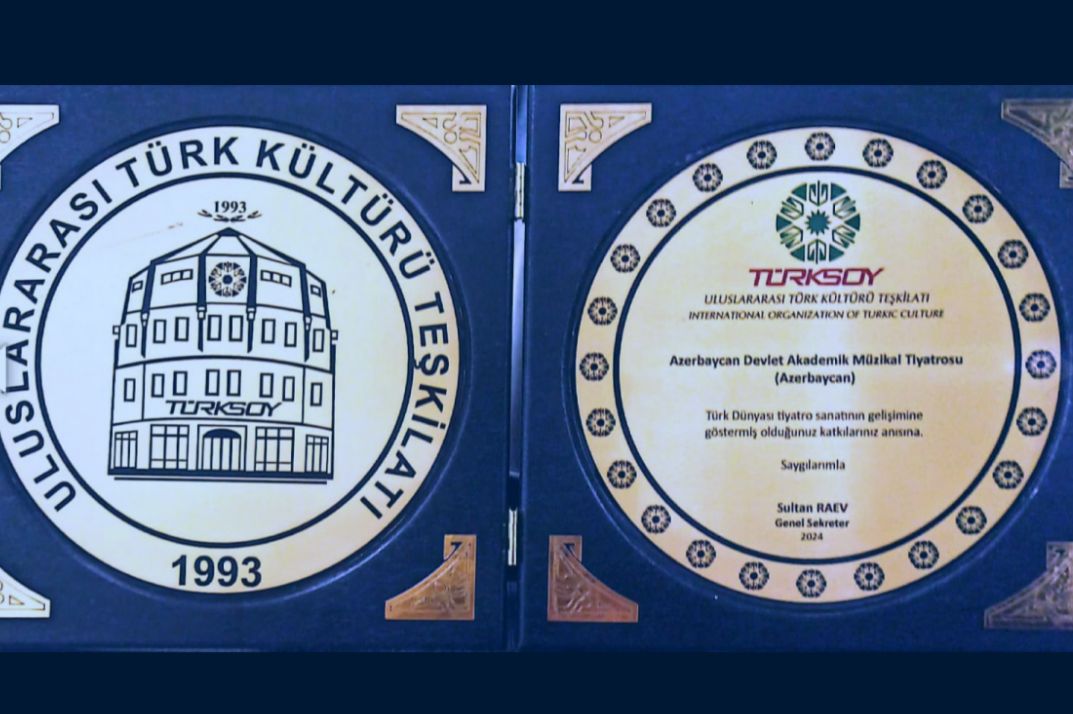 ULUSLARARASI TÜRK KÜLTÜRÜ TEŞKİLATI
1993
TÜRKSOY
1993
TÜRKSOY
ULUSLARARASI TÜRK KÜLTÜRÜ TEŞKİLATI
INTERNATIONAL ORGANIZATION OF TURKIC CULTURE
Azerbaycan Devlet Akademik Müzikal Tiyatrosu
(Azerbaycan)
Türk Dünyası tiyatro sanatının gelişimine
göstermiş olduğunuz katkılarınız anısına.
Saygılarımla
Sultan RAEV
Genel Sekreter
2024